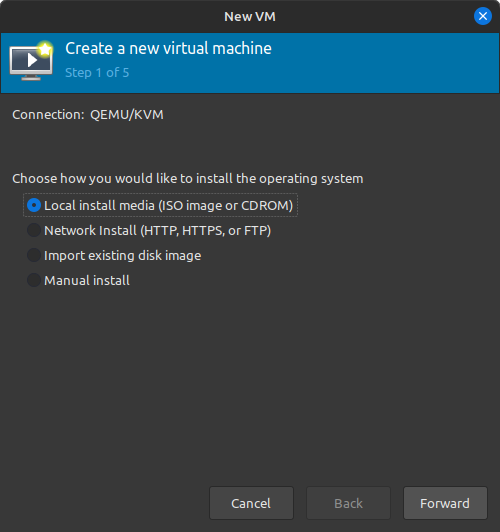 New VM
Create a new virtual machine
Step 1 of 5
Connection: QEMU/KVM
Choose how you would like to install the operating system
Local install media (ISO image or CDROM)
Network Install (HTTP, HTTPS, or FTP)
Import existing disk image
Manual install
Cancel Back Forward